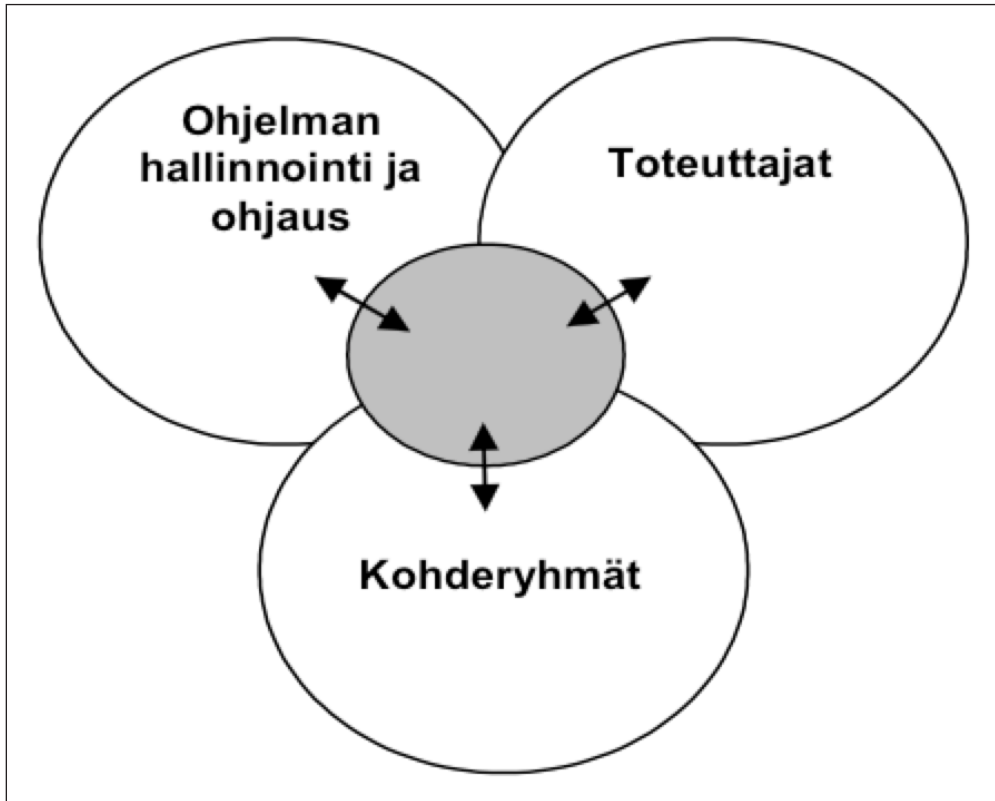 Ohjelman
hallinnointi ja
ohjaus
Toteuttajat
Kohderyhmät